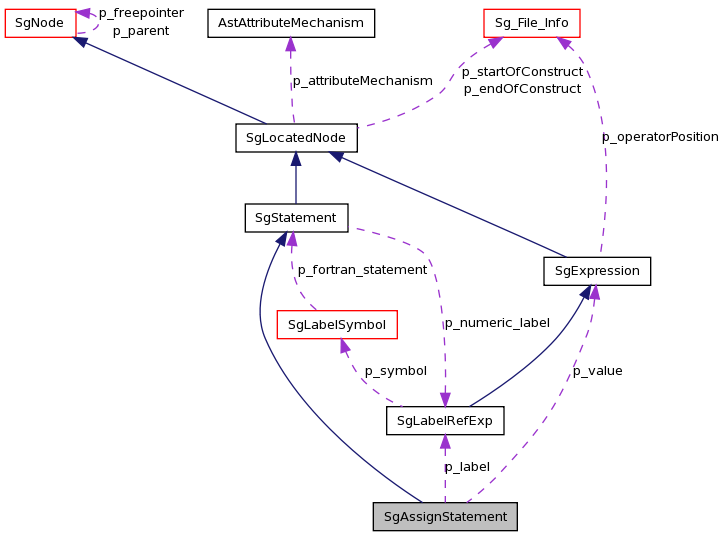 SgNode
p_freepointer
p_parent
AstAttributeMechanism
Sg_File_Info
p_attributeMechanism
p_startOfConstruct
p_endOfConstruct
SgLocatedNode
p_operatorPosition
SgStatement
SgExpression
p_fortran_statement
SgLabelSymbol
p_numeric_label
p_symbol
p_value
SgLabelRefExp
p_label
SgAssignStatement